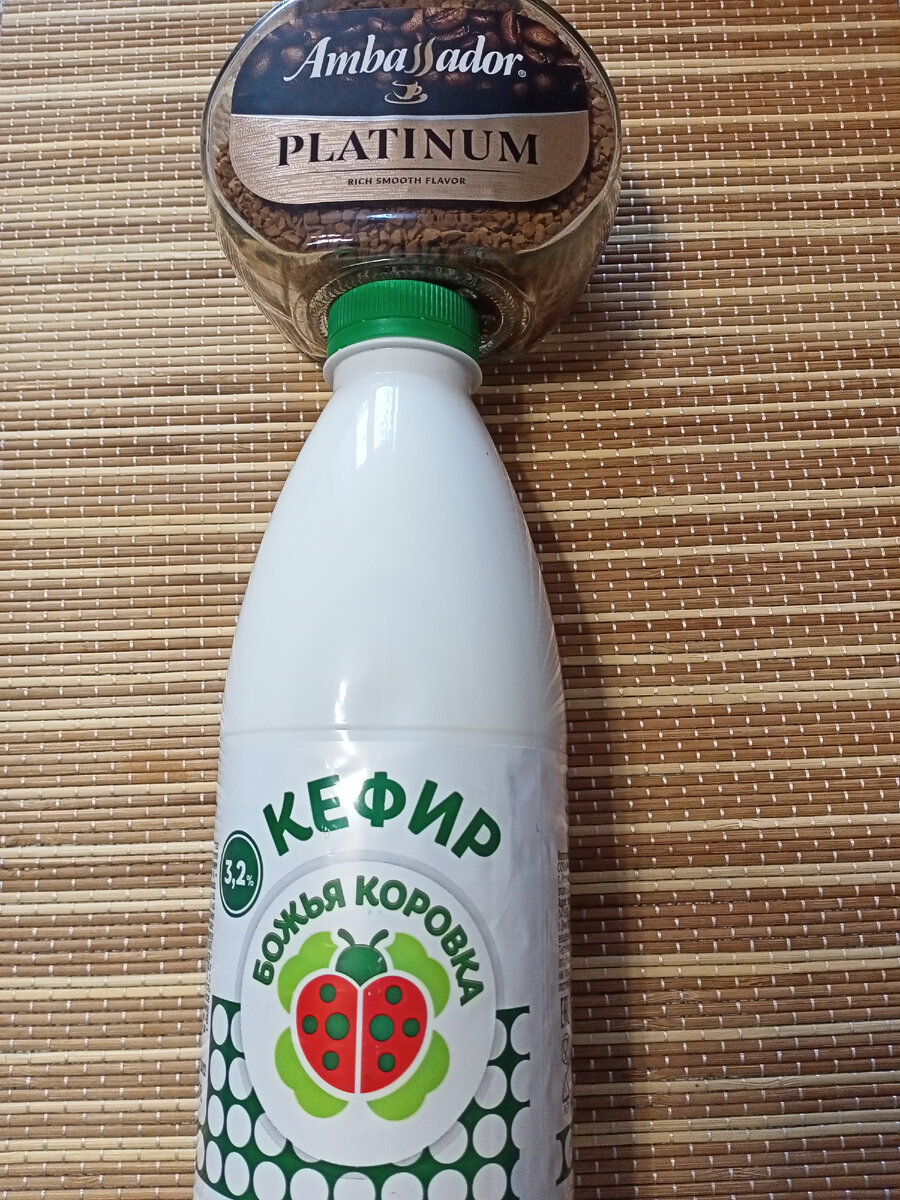 Ambassador®
PLATINUM
RICH SMOOTH FLAVOR
КЕФИР
3,2%
БОЖЬЯ КОРОВКА